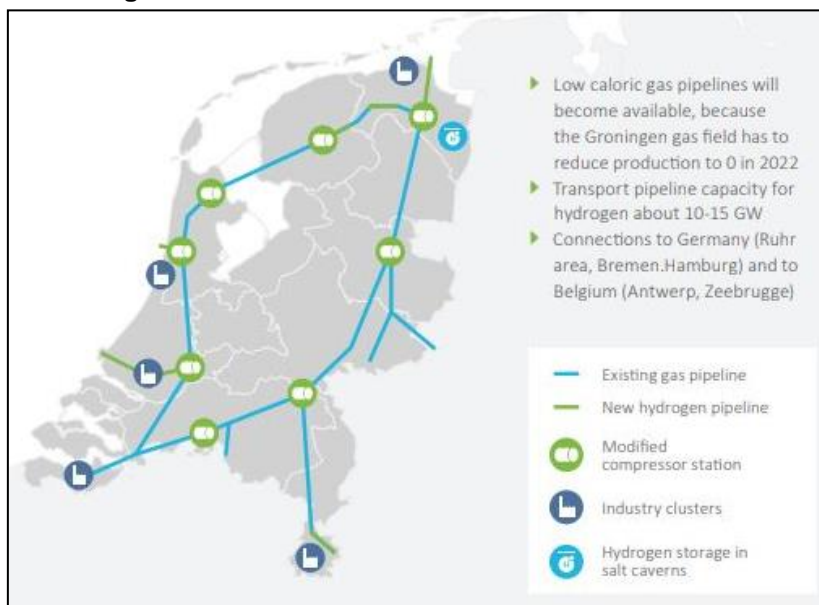 Low caloric gas pipelines will
become available, because
the Groningen gas field has to
reduce production to 0 in 2022
Transport pipeline capacity for
hydrogen about 10-15 GW
Connections to Germany (Ruhr
area, Bremen.Hamburg) and to
Belgium (Antwerp, Zeebrugge)
Existing gas pipeline
New hydrogen pipeline
Modified
compressor station
Industry clusters
Hydrogen storage in
salt caverns